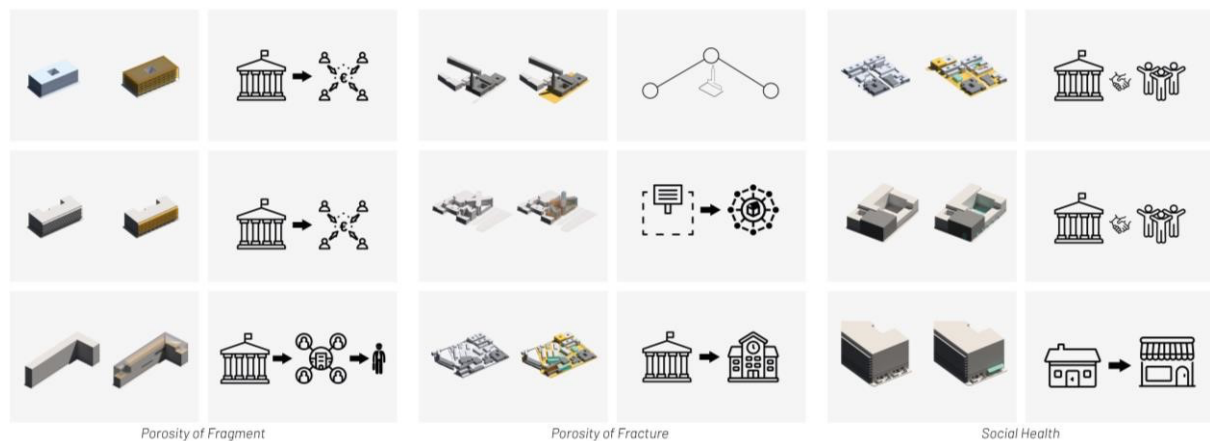 €
€
Porosity of Fragment
Porosity of Fracture
Social Health